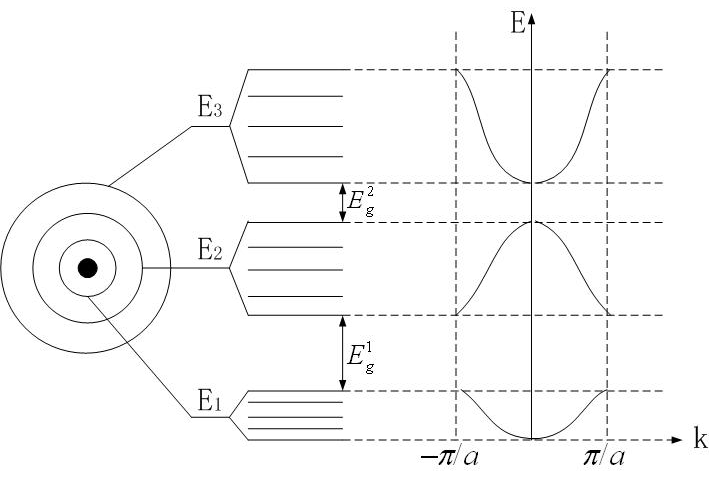 E
E₃
E_g^2
E₂
E_g^1
E₁
k
−π/a
π/a